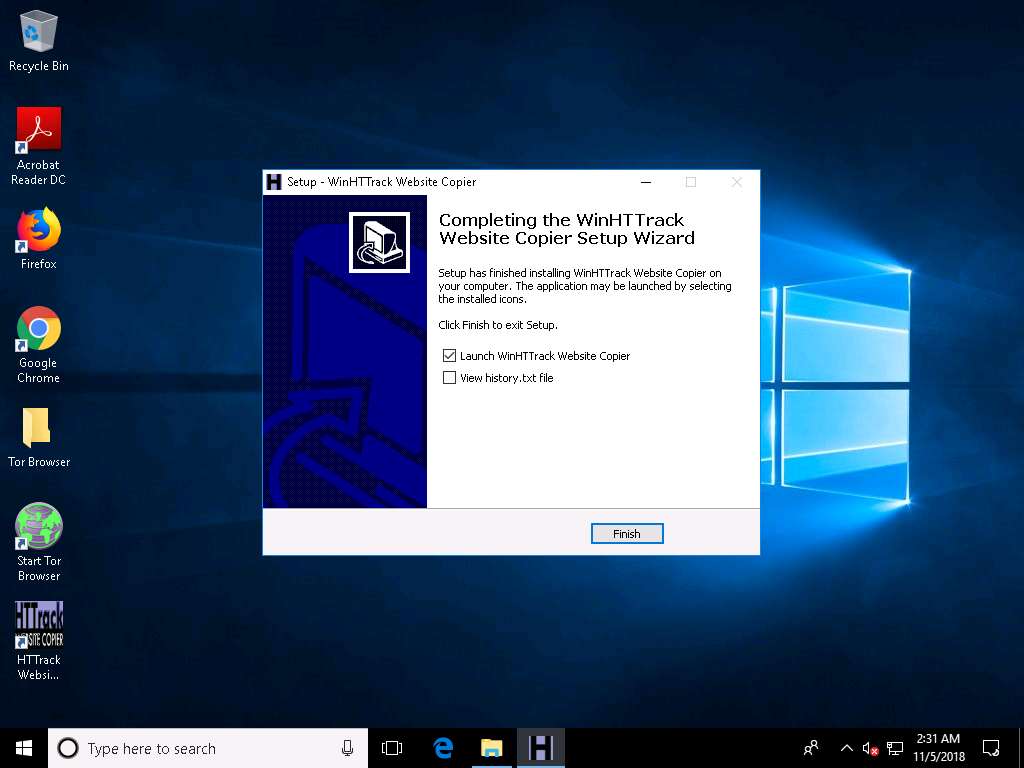 Recycle Bin
Acrobat
Reader DC
Firefox
Google
Chrome
Tor Browser
Start Tor
Browser
HTTrack
WEBSITE COPIER
HTTrack
Websi...
Setup - WinHTTrack Website Copier
Completing the WinHTTrack
Website Copier Setup Wizard
Setup has finished installing WinHTTrack Website Copier on
your computer. The application may be launched by selecting
the installed icons.
Click Finish to exit Setup.
Launch WinHTTrack Website Copier
View history.txt file
Finish
Type here to search
2:31 AM
11/5/2018